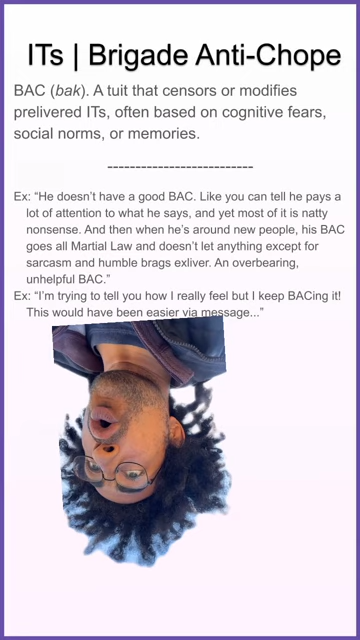 ITs | Brigade Anti-Chope
BAC (bak). A tuit that censors or modifies
prelivered ITs, often based on cognitive fears,
social norms, or memories.
--------------------------
Ex: “He doesn’t have a good BAC. Like you can tell he pays a
lot of attention to what he says, and yet most of it is natty
nonsense. And then when he’s around new people, his BAC
goes all Martial Law and doesn’t let anything except for
sarcasm and humble brags exliver. An overbearing,
unhelpful BAC.”
Ex: “I’m trying to tell you how I really feel but I keep BACing it!
This would have been easier via message...”